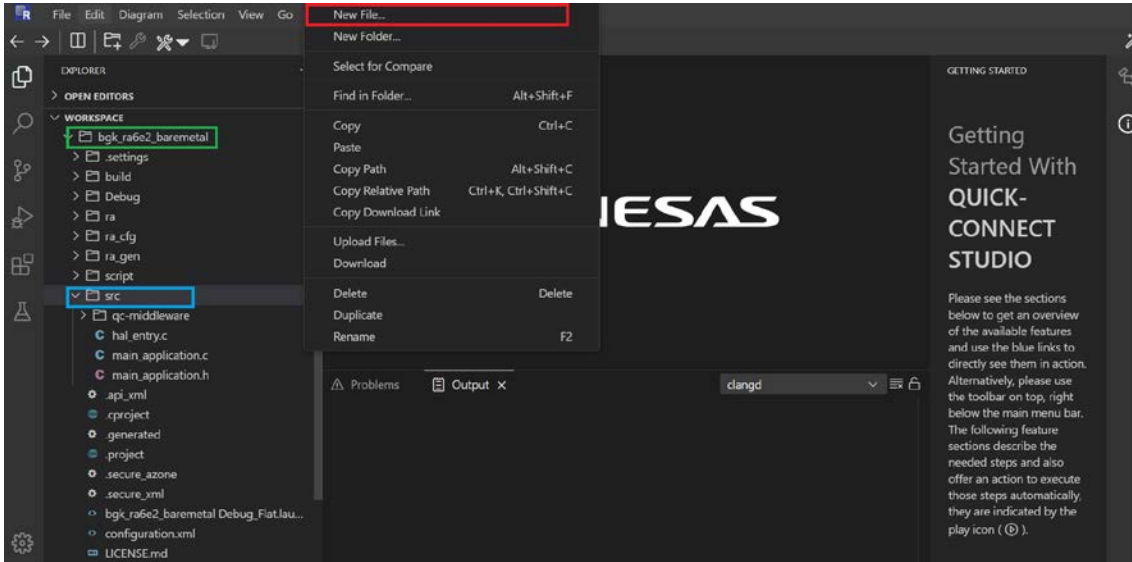 File Edit Diagram Selection View Go
EXPLORER
OPEN EDITORS
WORKSPACE
bgk_ra6e2_baremetal
.settings
build
Debug
ra
ra_cfg
ra_gen
script
src
qc-middleware
C hal_entry.c
C main_application.c
C main_application.h
.api_xml
.cproject
.generated
.project
.secure_azone
.secure_xml
bgk_ra6e2_baremetal Debug_Flat.lau...
configuration.xml
LICENSE.md
New File...
New Folder...
Select for Compare
Find in Folder... Alt+Shift+F
Copy Ctrl+C
Paste
Copy Path Alt+Shift+C
Copy Relative Path Ctrl+K, Ctrl+Shift+C
Copy Download Link
Upload Files...
Download
Delete Delete
Duplicate
Rename F2
NESAS
Problems Output clangd
GETTING STARTED
Getting
Started With
QUICK-
CONNECT
STUDIO
Please see the sections
below to get an overview
of the available features
and use the blue links to
directly see them in action.
Alternatively, please use
the toolbar on top, right
below the main menu bar.
The following feature
sections describe the
needed steps and also
offer an action to execute
those steps automatically,
they are indicated by the
play icon ( ).